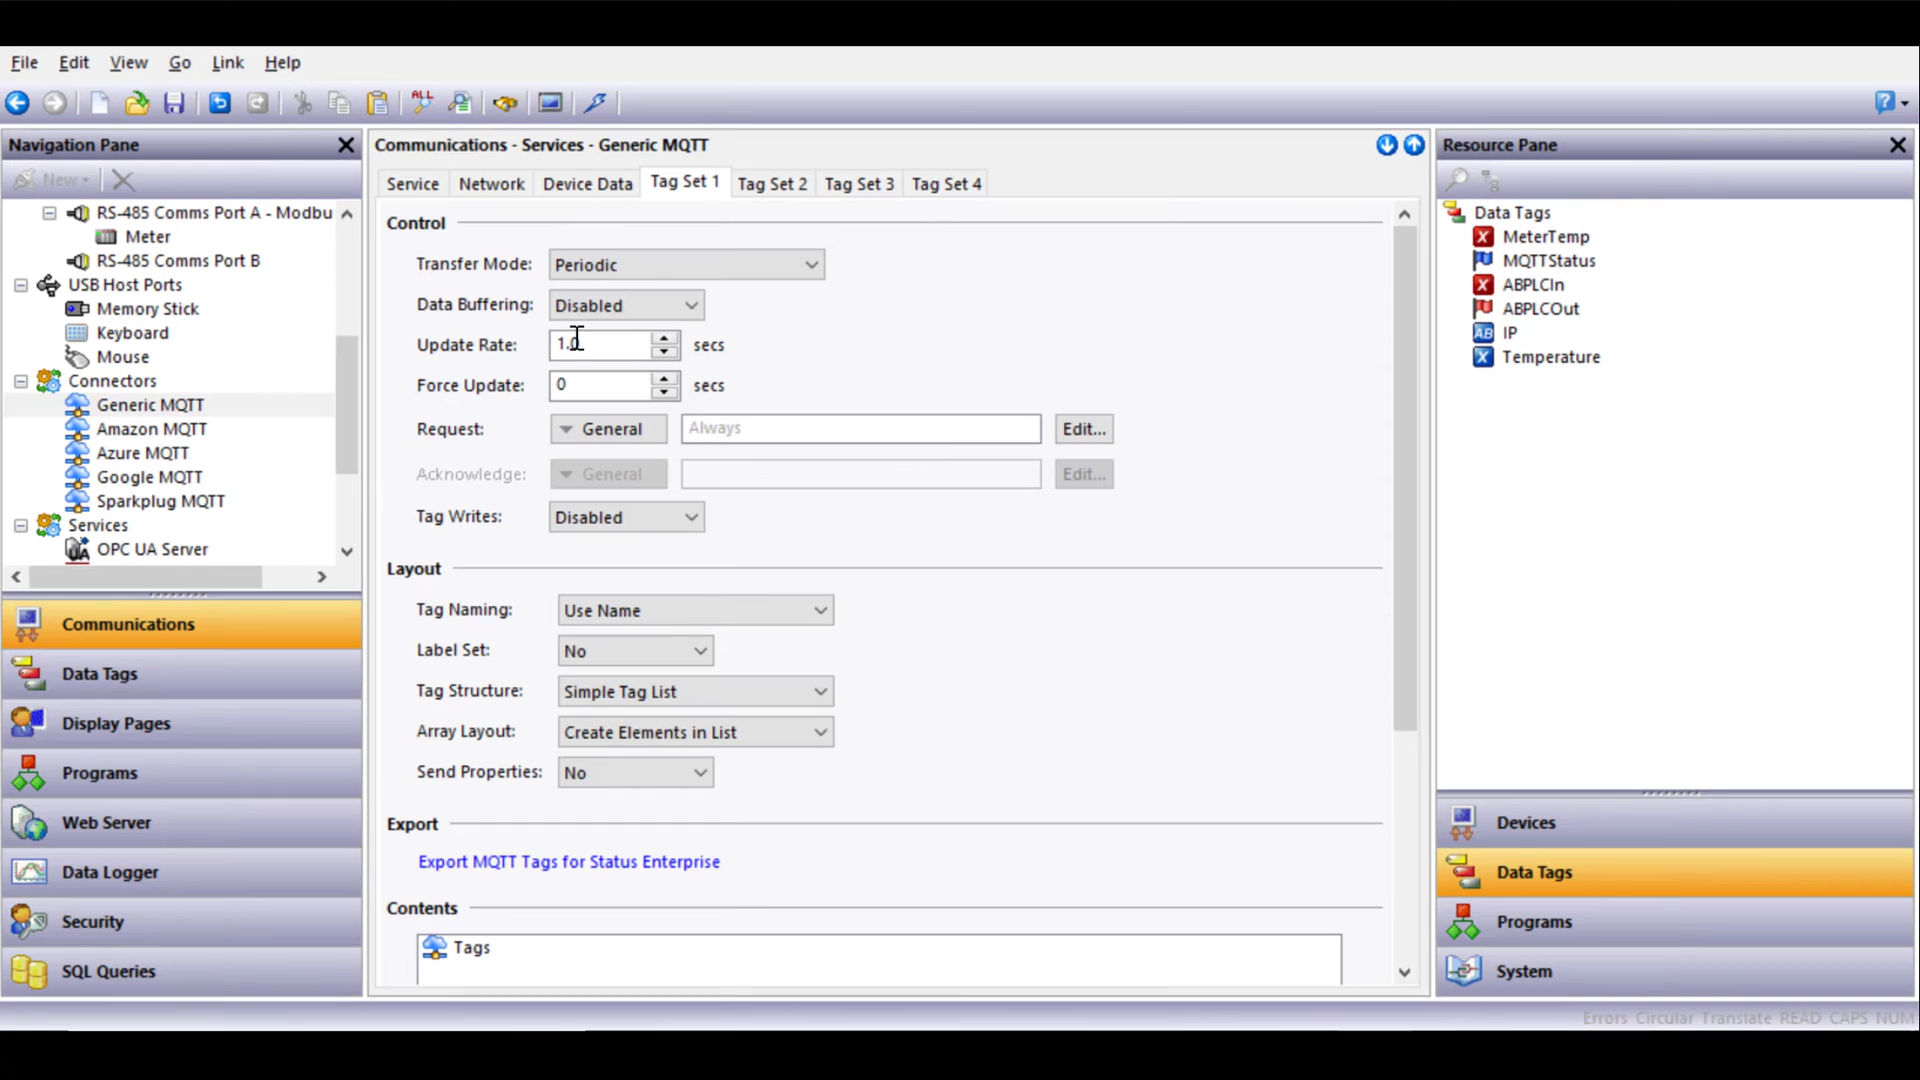 File Edit View Go Link Help
ALL
Navigation Pane
New
RS-485 Comms Port A - Modbu
Meter
RS-485 Comms Port B
USB Host Ports
Memory Stick
Keyboard
Mouse
Connectors
Generic MQTT
Amazon MQTT
Azure MQTT
Google MQTT
Sparkplug MQTT
Services
UA OPC UA Server
Communications
Data Tags
Display Pages
Programs
Web Server
Data Logger
Security
SQL Queries
Communications - Services - Generic MQTT
Service Network Device Data Tag Set 1 Tag Set 2 Tag Set 3 Tag Set 4
Control
Transfer Mode: Periodic
Data Buffering: Disabled
Update Rate: 1.0 secs
Force Update: 0 secs
Request: General Always Edit...
Acknowledge: General Edit...
Tag Writes: Disabled
Layout
Tag Naming: Use Name
Label Set: No
Tag Structure: Simple Tag List
Array Layout: Create Elements in List
Send Properties: No
Export
Export MQTT Tags for Status Enterprise
Contents
Tags
Resource Pane
Data Tags
X MeterTemp
MQTTStatus
X ABPLCIn
ABPLCOut
AB IP
X Temperature
Devices
Data Tags
Programs
System
Errors Circular Translate READ CAPS NUM